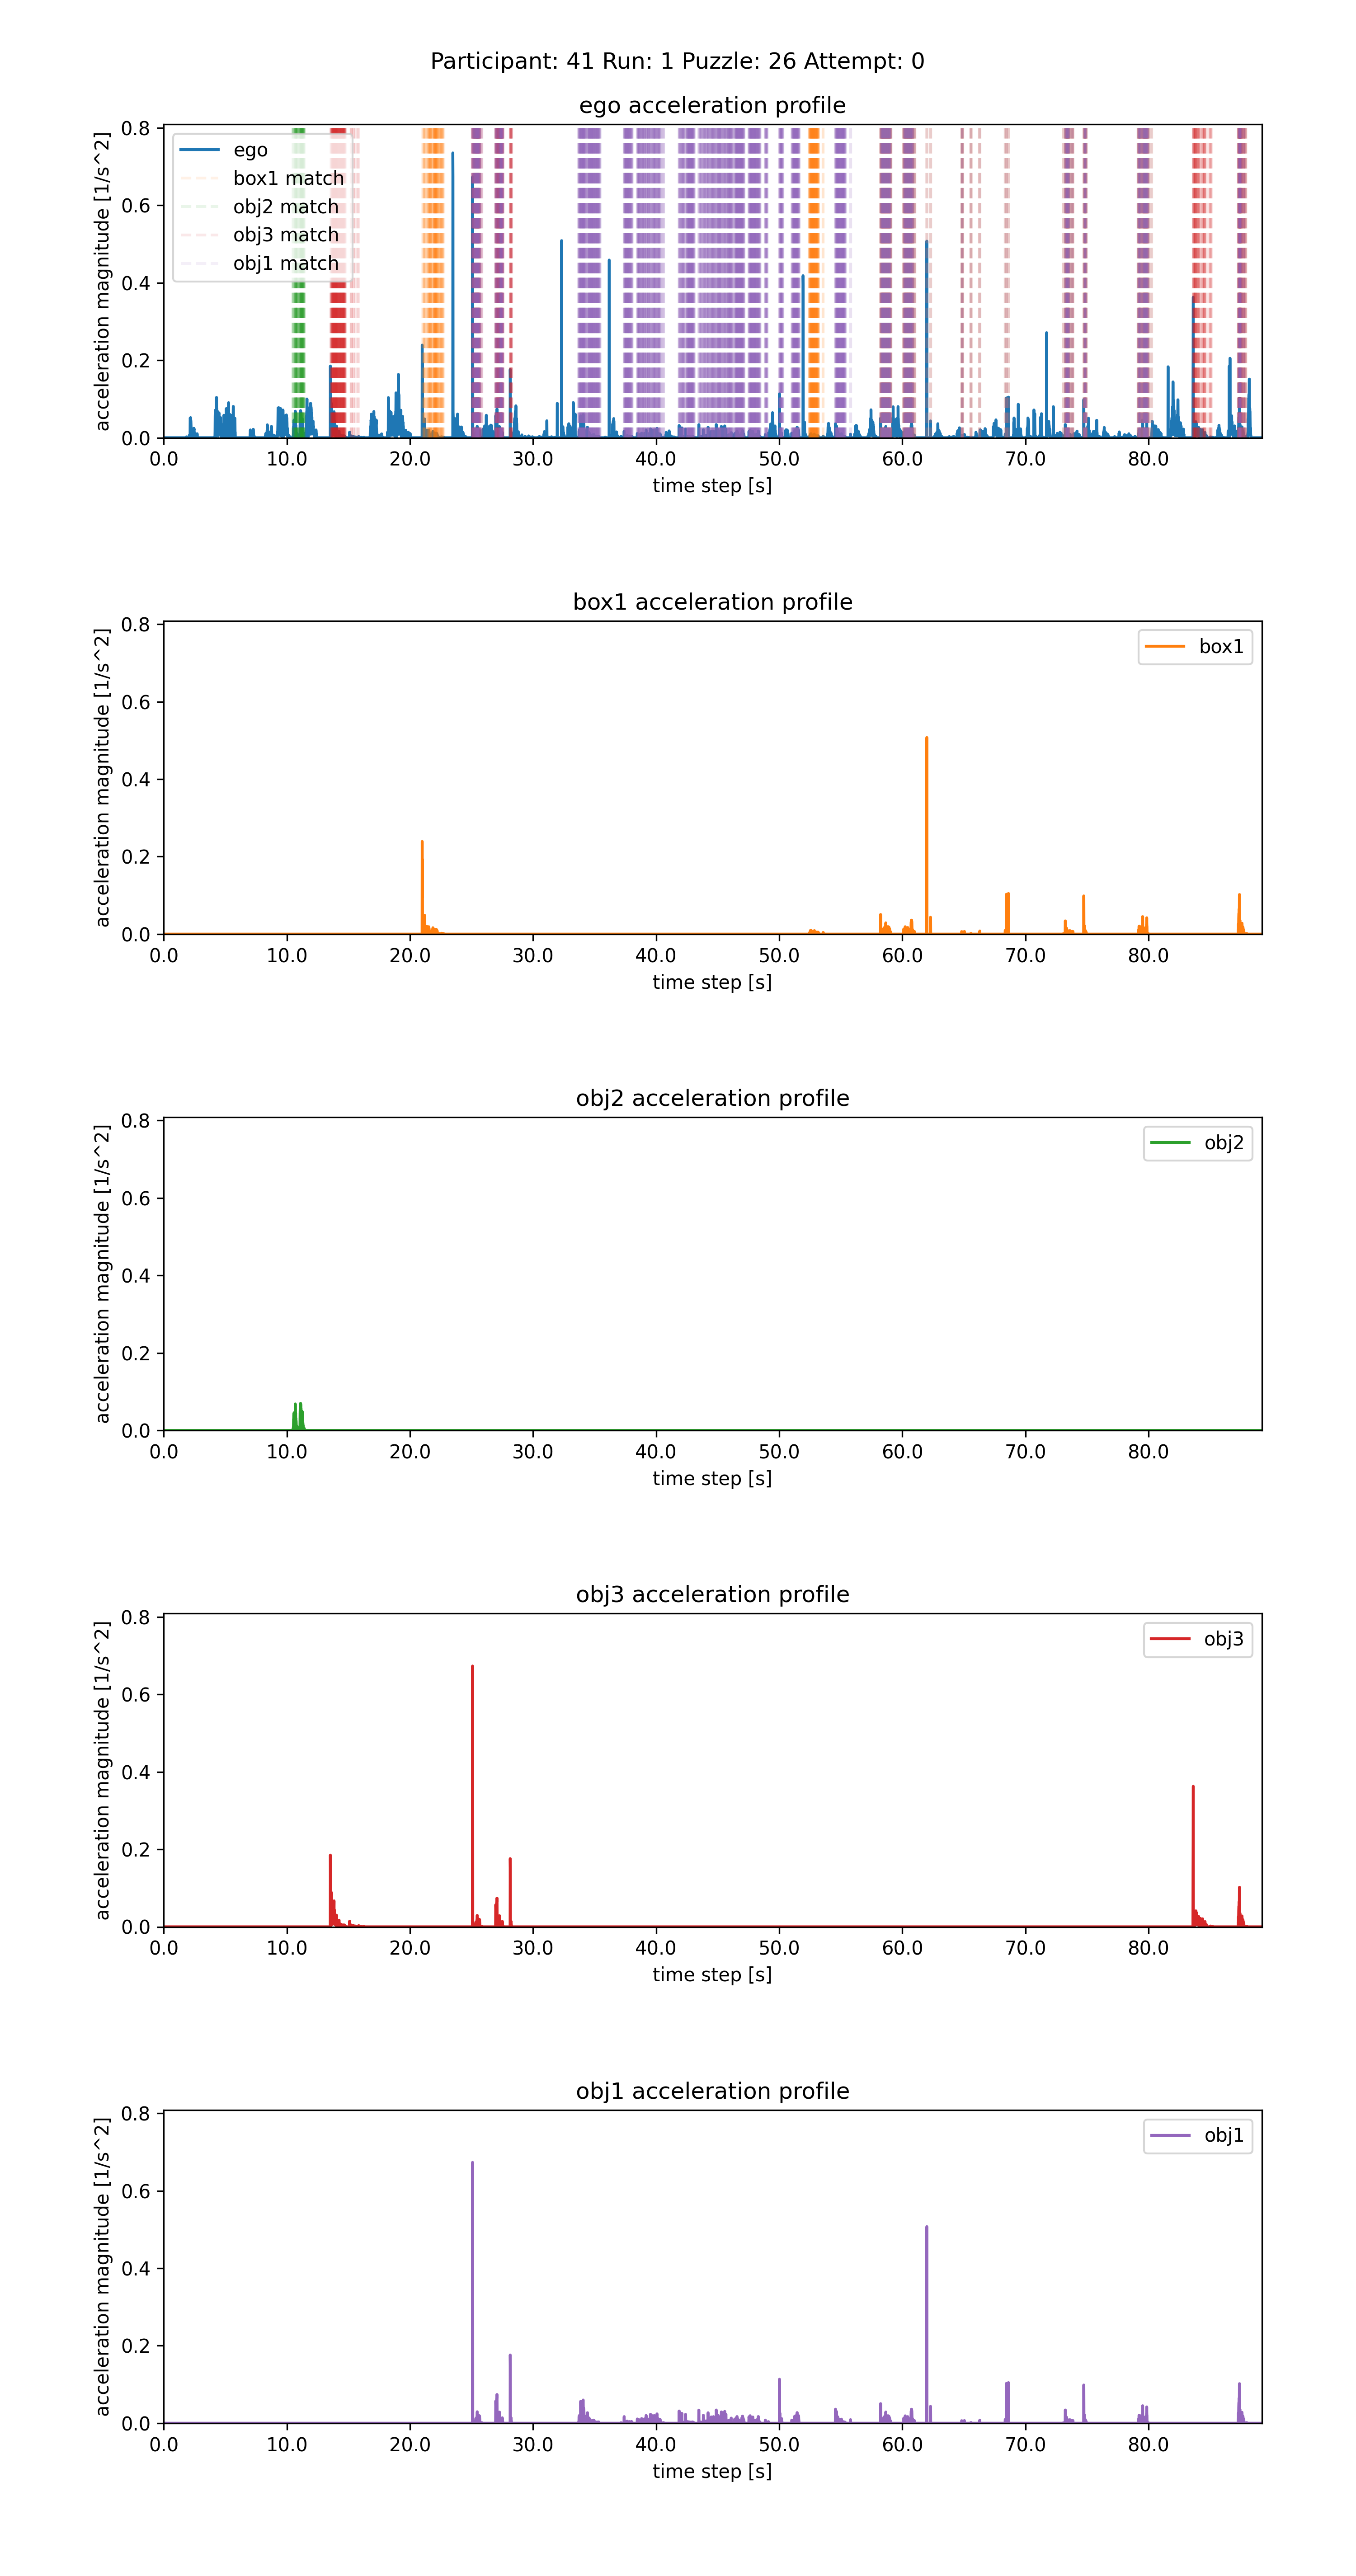 Participant: 41 Run: 1 Puzzle: 26 Attempt: 0
ego acceleration profile
acceleration magnitude [1/s^2]
0.8
0.6
0.4
0.2
0.0
ego
box1 match
obj2 match
obj3 match
obj1 match
0.0 10.0 20.0 30.0 40.0 50.0 60.0 70.0 80.0
time step [s]
box1 acceleration profile
acceleration magnitude [1/s^2]
0.8
0.6
0.4
0.2
0.0
box1
0.0 10.0 20.0 30.0 40.0 50.0 60.0 70.0 80.0
time step [s]
obj2 acceleration profile
acceleration magnitude [1/s^2]
0.8
0.6
0.4
0.2
0.0
obj2
0.0 10.0 20.0 30.0 40.0 50.0 60.0 70.0 80.0
time step [s]
obj3 acceleration profile
acceleration magnitude [1/s^2]
0.8
0.6
0.4
0.2
0.0
obj3
0.0 10.0 20.0 30.0 40.0 50.0 60.0 70.0 80.0
time step [s]
obj1 acceleration profile
acceleration magnitude [1/s^2]
0.8
0.6
0.4
0.2
0.0
obj1
0.0 10.0 20.0 30.0 40.0 50.0 60.0 70.0 80.0
time step [s]